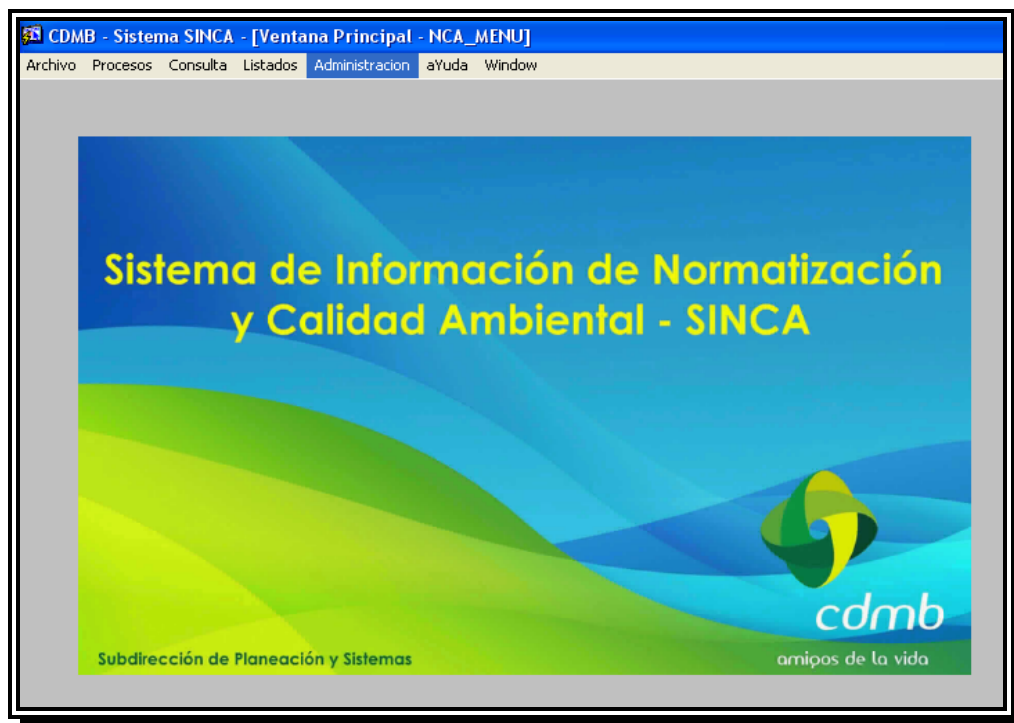 CDMB - Sistema SINCA - [Ventana Principal - NCA_MENU]
Archivo Procesos Consulta Listados Administracion aYuda Window
Sistema de Información de Normatización
y Calidad Ambiental - SINCA
cdmb
Subdirección de Planeación y Sistemas
amigos de la vida